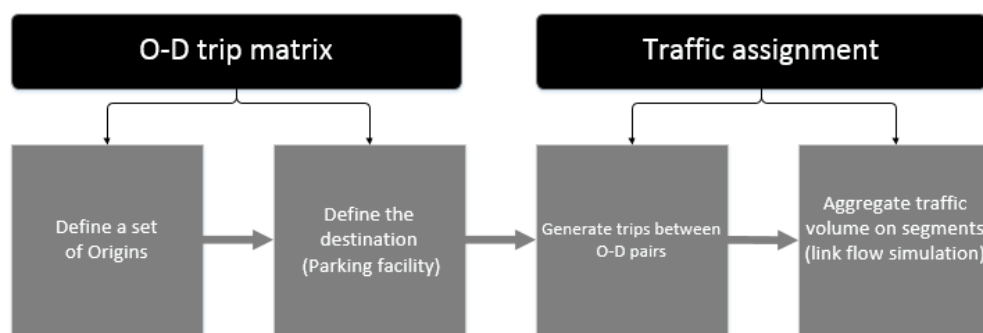 O-D trip matrix
Traffic assignment
Define a set
of Origins
Define the
destination
(Parking facility)
Generate trips between
O-D pairs
Aggregate traffic
volume on segments
(link flow simulation)